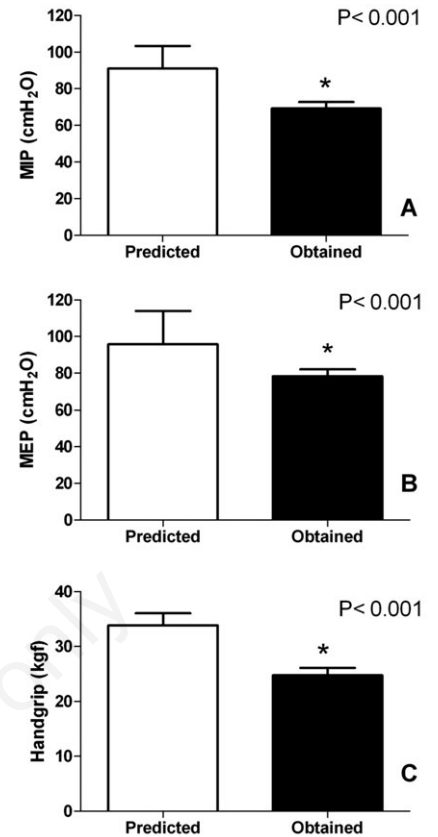 P< 0.001
120
100
80
60
40
20
0
MIP (cmH₂O)
*
A
Predicted Obtained
P< 0.001
120
100
80
60
40
20
0
MEP (cmH₂O)
*
B
Predicted Obtained
P< 0.001
40
30
20
10
0
Handgrip (kgf)
*
C
Predicted Obtained
only